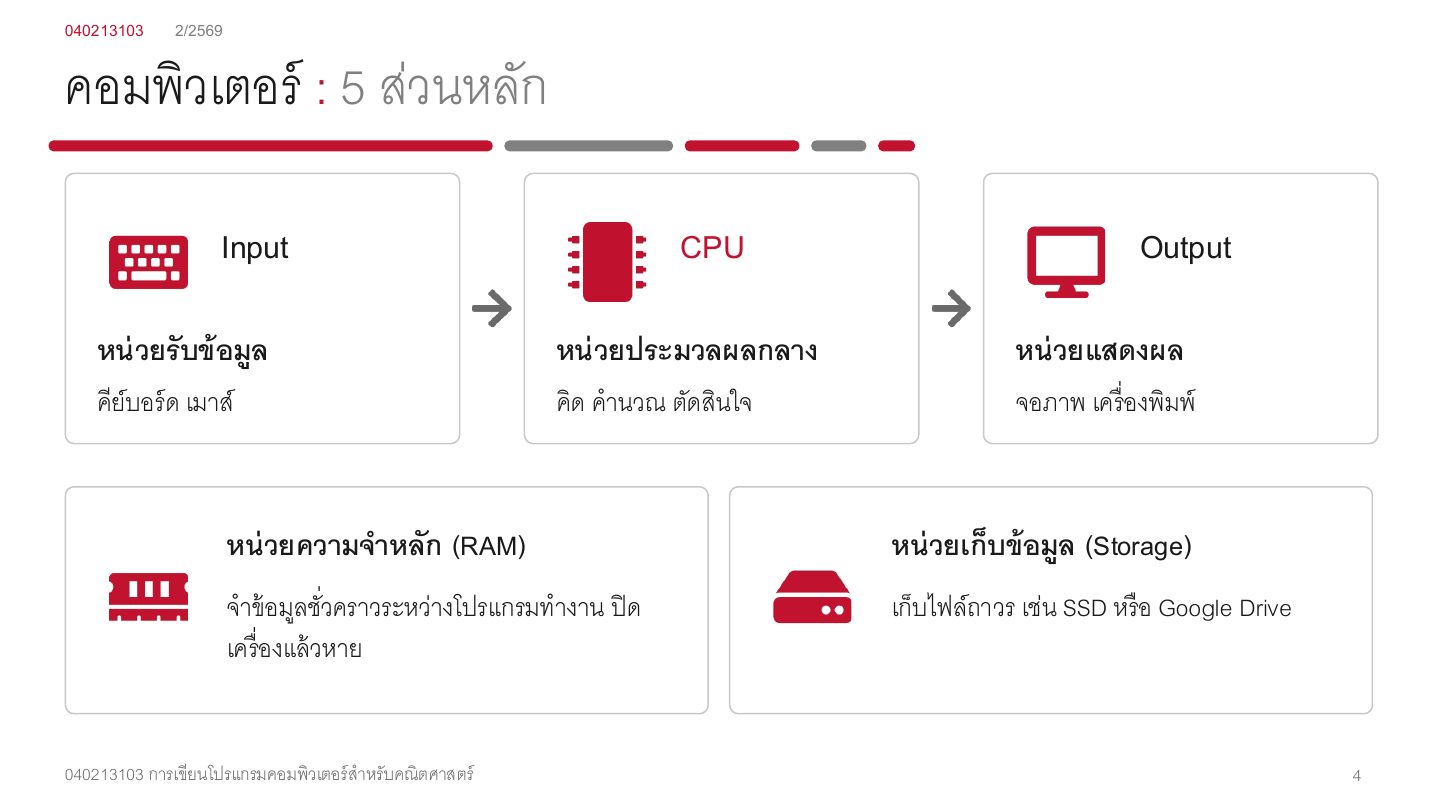 040213103 2/2569
คอมพิวเตอร์ : 5 ส่วนหลัก
Input
หน่วยรับข้อมูล
คีย์บอร์ด เมาส์
CPU
หน่วยประมวลผลกลาง
คิด คำนวณ ตัดสินใจ
Output
หน่วยแสดงผล
จอภาพ เครื่องพิมพ์
หน่วยความจำหลัก (RAM)
จำข้อมูลชั่วคราวระหว่างโปรแกรมทำงาน ปิด
เครื่องแล้วหาย
หน่วยเก็บข้อมูล (Storage)
เก็บไฟล์ถาวร เช่น SSD หรือ Google Drive
040213103 การเขียนโปรแกรมคอมพิวเตอร์สำหรับคณิตศาสตร์
4